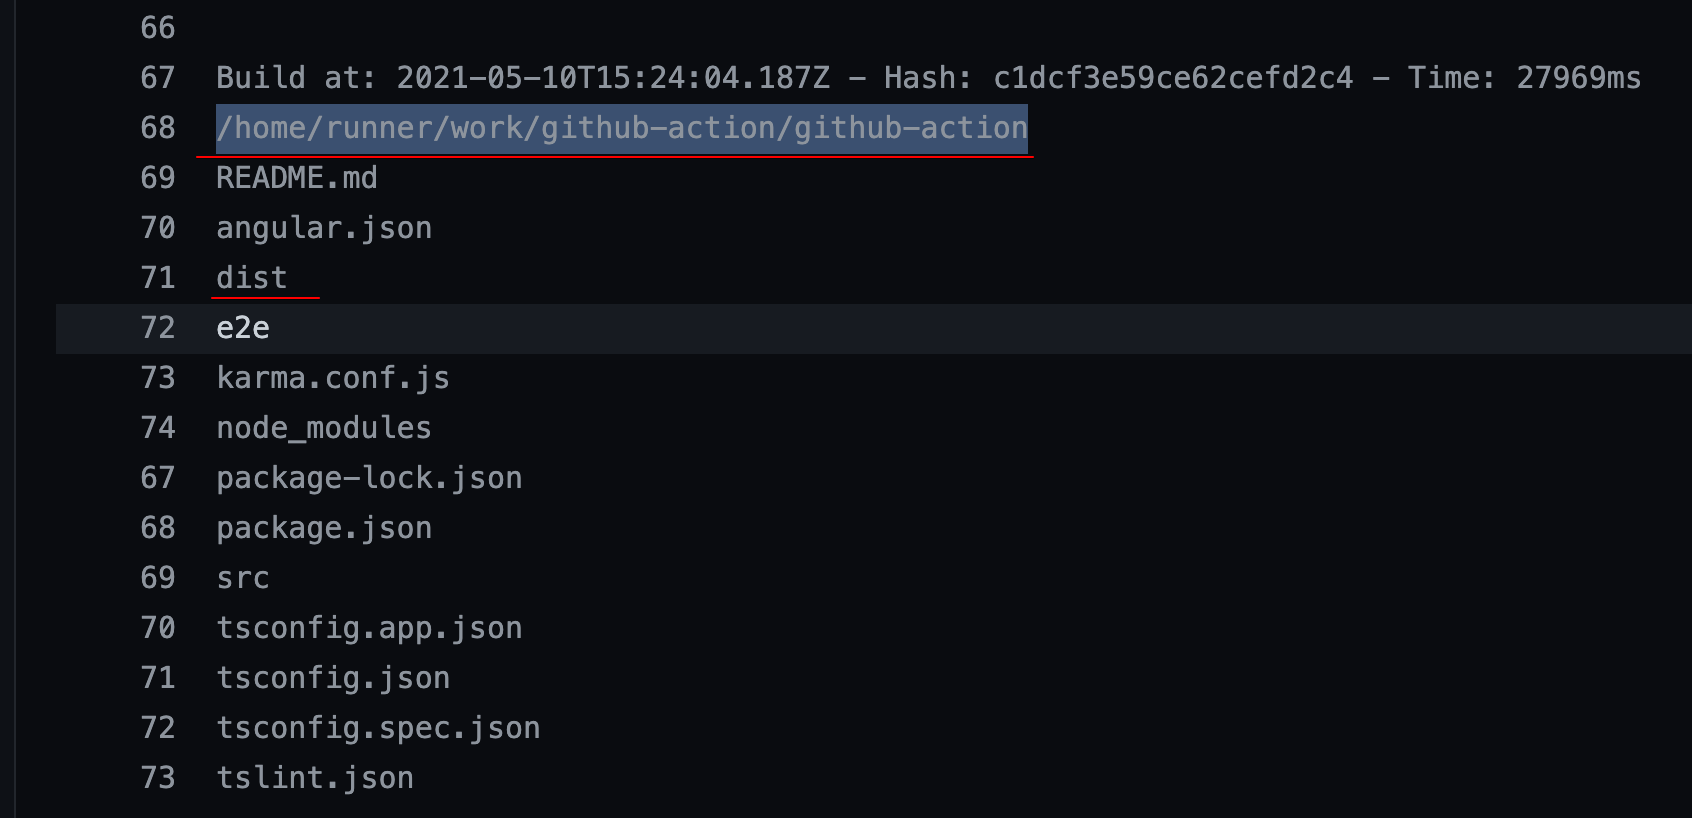 66
67 Build at: 2021-05-10T15:24:04.187Z - Hash: c1dcf3e59ce62cefd2c4 - Time: 27969ms
68 /home/runner/work/github-action/github-action
69 README.md
70 angular.json
71 dist
72 e2e
73 karma.conf.js
74 node_modules
67 package-lock.json
68 package.json
69 src
70 tsconfig.app.json
71 tsconfig.json
72 tsconfig.spec.json
73 tslint.json